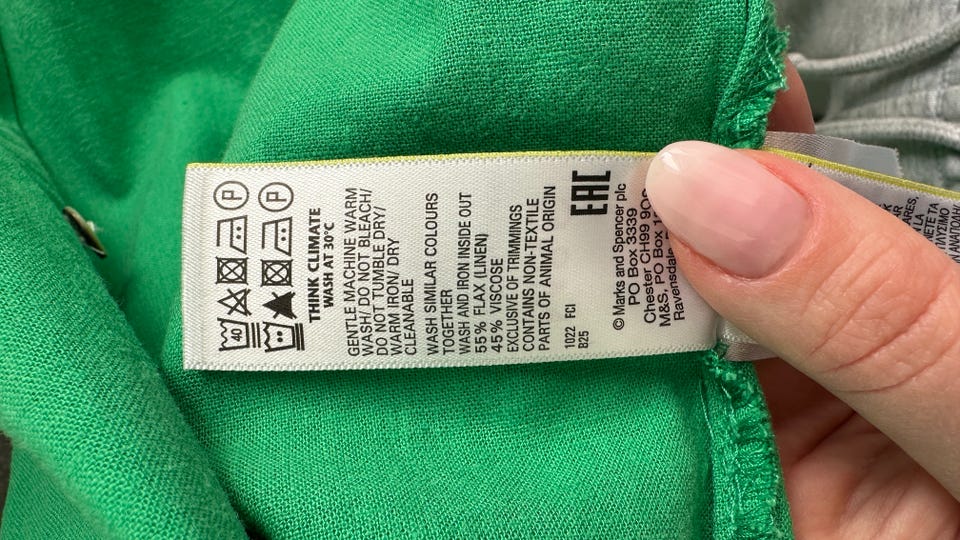 40
P
P
THINK CLIMATE
WASH AT 30°C
GENTLE MACHINE WARM
WASH/ DO NOT BLEACH/
DO NOT TUMBLE DRY/
WARM IRON/ DRY
CLEANABLE
WASH SIMILAR COLOURS
TOGETHER
WASH AND IRON INSIDE OUT
55% FLAX (LINEN)
45% VISCOSE
EXCLUSIVE OF TRIMMINGS
CONTAINS NON-TEXTILE
PARTS OF ANIMAL ORIGIN
1022 FCI
B25
EAC
© Marks and Spencer plc
PO Box 3339
Chester CH99
M&S, PO Box